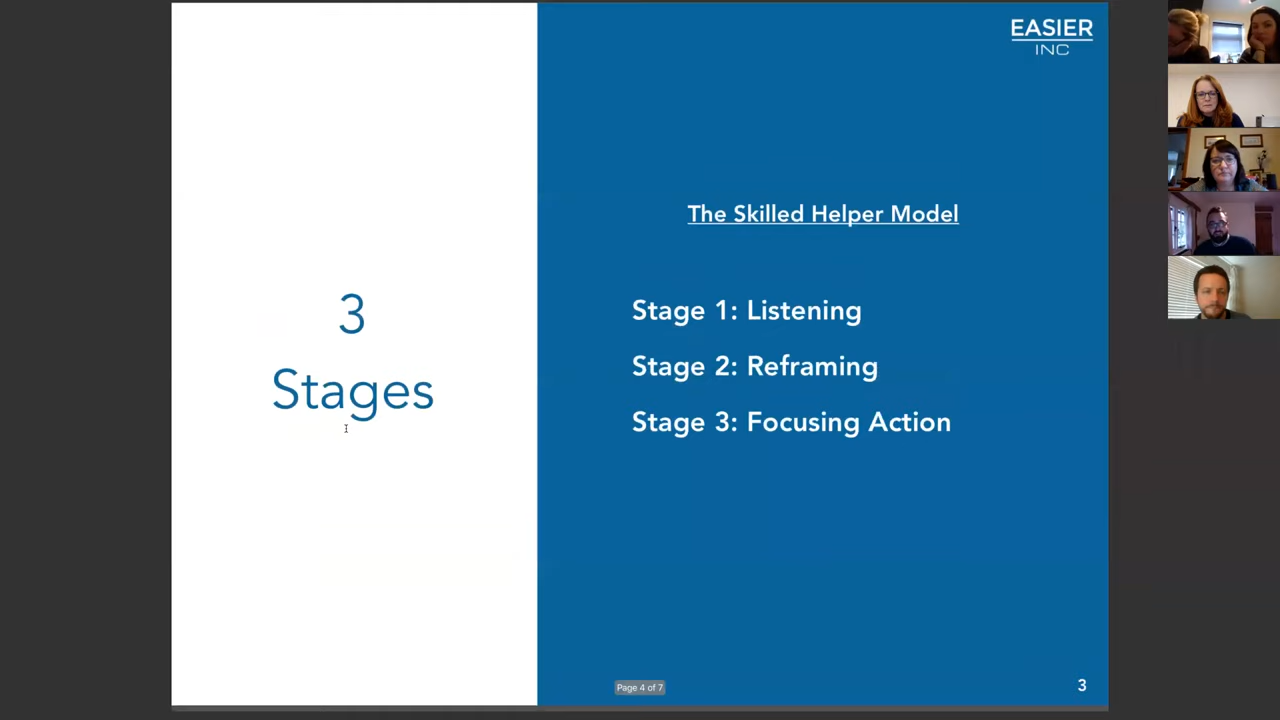 3
Stages
EASIER
INC
The Skilled Helper Model
Stage 1: Listening
Stage 2: Reframing
Stage 3: Focusing Action
Page 4 of 7
3